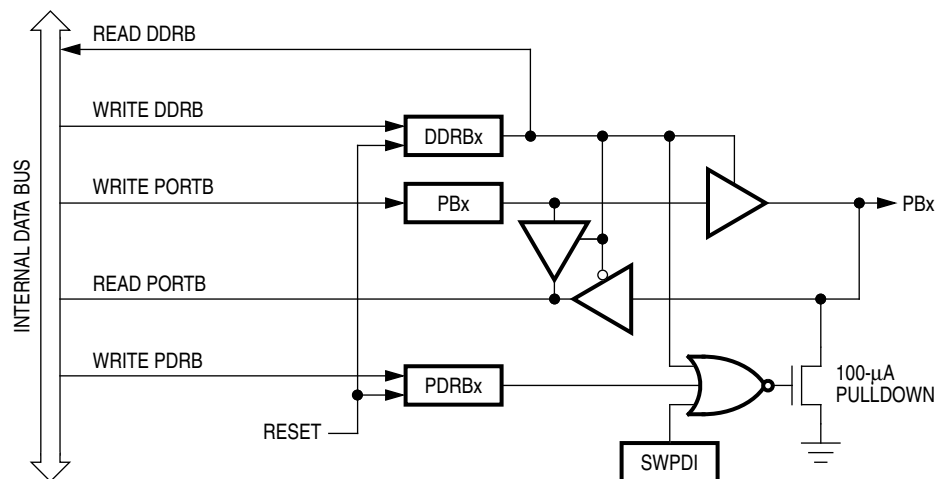 READ DDRB
WRITE DDRB
DDRBx
WRITE PORTB
PBx
PBx
INTERNAL DATA BUS
READ PORTB
WRITE PDRB
PDRBx
100-µA
PULLDOWN
RESET
SWPDI